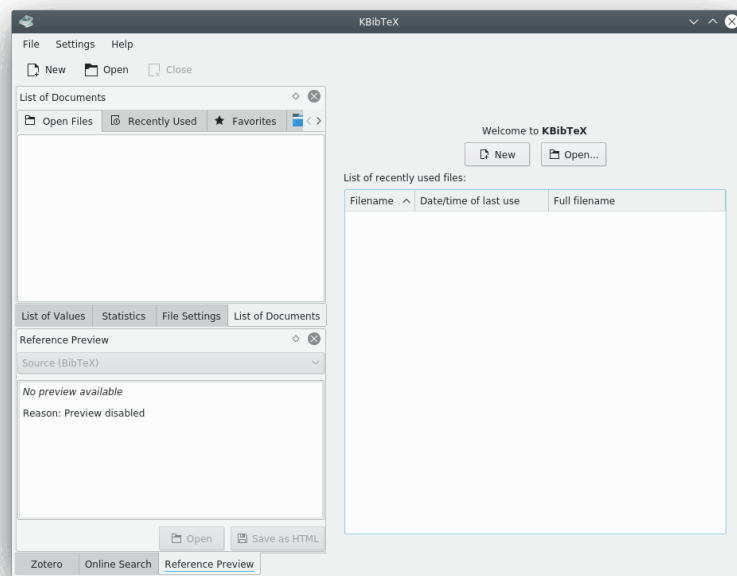 KBibTeX
File Settings Help
New Open Close
List of Documents
Open Files Recently Used Favorites
List of Values Statistics File Settings List of Documents
Reference Preview
Source (BibTeX)
No preview available
Reason: Preview disabled
Open Save as HTML
Zotero Online Search Reference Preview
Welcome to KBibTeX
New Open...
List of recently used files:
Filename Date/time of last use Full filename